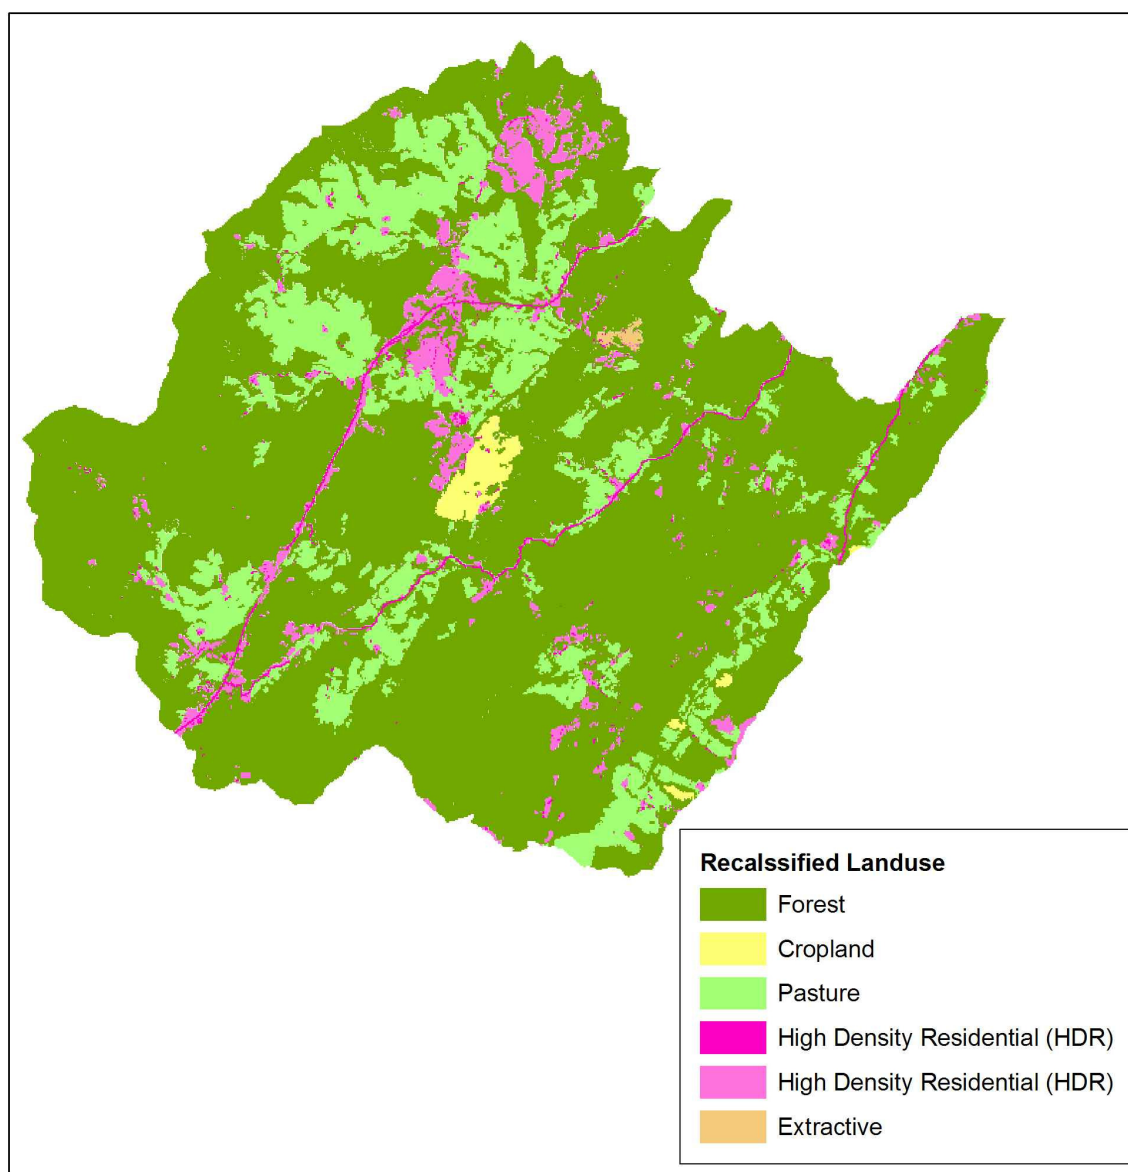 Recalssified Landuse
Forest
Cropland
Pasture
High Density Residential (HDR)
High Density Residential (HDR)
Extractive